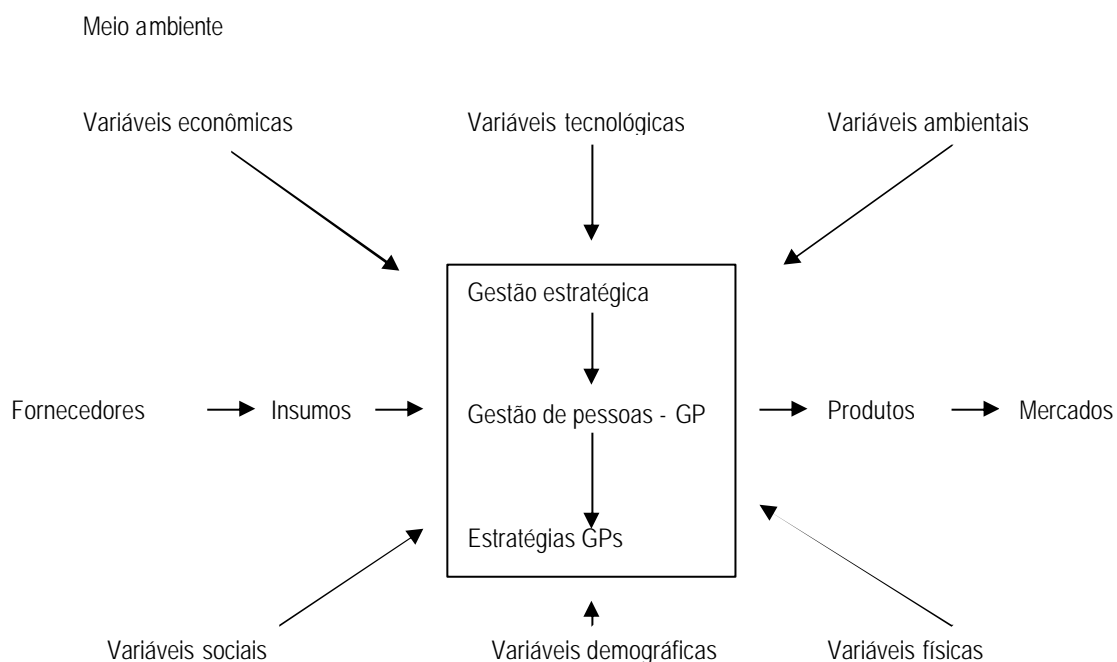 Meio ambiente
Variáveis econômicas
Variáveis tecnológicas
Variáveis ambientais
Gestão estratégica
Fornecedores
Insumos
Gestão de pessoas - GP
Produtos
Mercados
Estratégias GPs
Variáveis sociais
Variáveis demográficas
Variáveis físicas